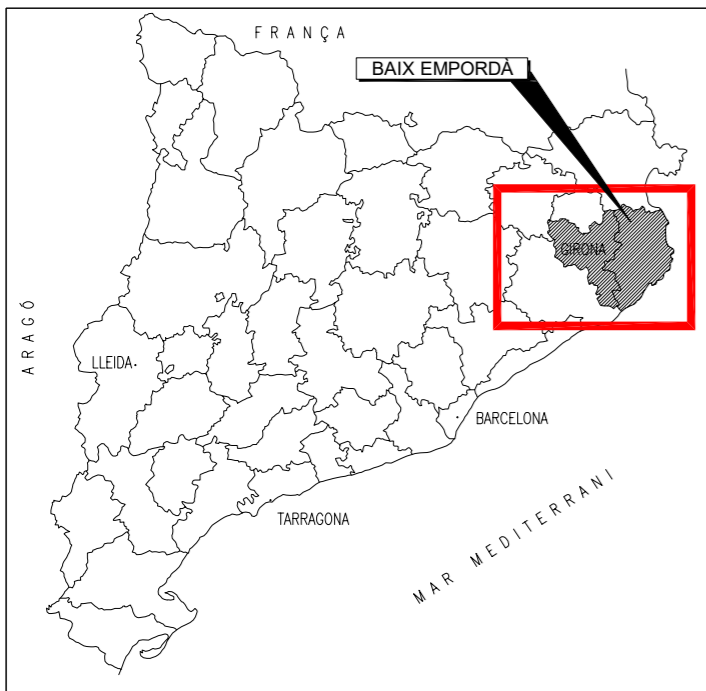 FRANÇA
BAIX EMPORDÀ
GIRONA
ARAGÓ
LLEIDA
BARCELONA
TARRAGONA
MAR MEDITERRANI